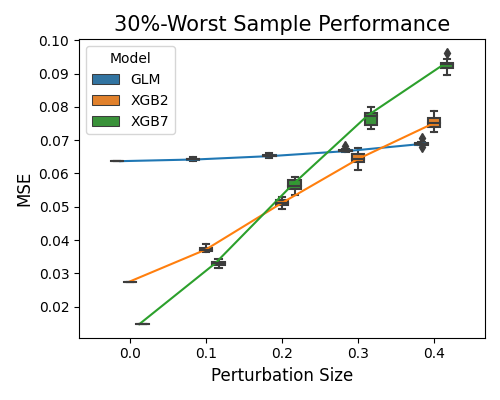 30%-Worst Sample Performance
Model
GLM
XGB2
XGB7
MSE
0.10
0.09
0.08
0.07
0.06
0.05
0.04
0.03
0.02
0.0 0.1 0.2 0.3 0.4
Perturbation Size